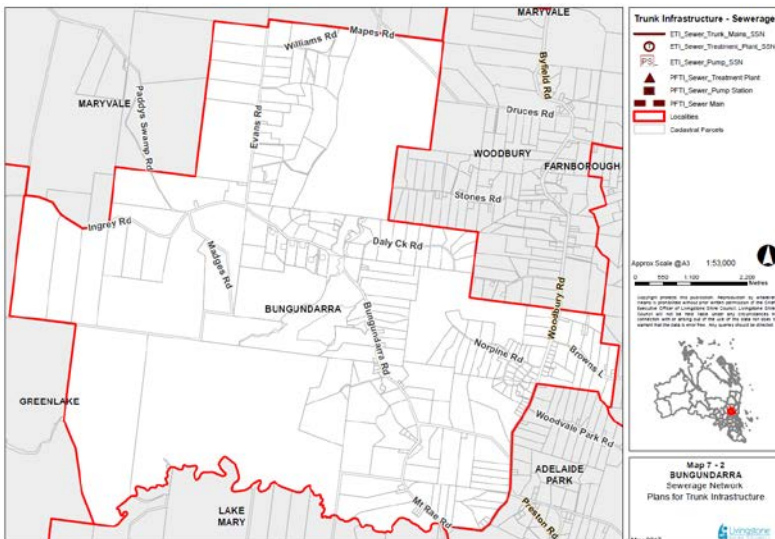 MARYVALE
Williams Rd
Mapes Rd
Byfield Rd
MARYVALE
Paddys Swamp Rd
Evans Rd
Druces Rd
WOODBURY
FARNBOROUGH
Stones Rd
Ingrey Rd
Madges Rd
Daly Ck Rd
BUNGUNDARRA
Bungundarra Rd
Woodbury Rd
Norpine Rd
Browns L
GREENLAKE
Woodvale Park Rd
ADELAIDE
PARK
LAKE
MARY
Mt Rae Rd
Preston Rd
Trunk Infrastructure - Sewerage
ETI_Sewer_Trunk_Mains_SSN
ETI_Sewer_Treatment_Plant_SSN
PS
ETI_Sewer_Pump_SSN
PFTI_Sewer_Treatment Plant
PFTI_Sewer_Pump Station
PFTI_Sewer Main
Localities
Cadastral Parcels
Approx Scale @A3 1:53,000
0 550 1,100 2,200
Metres
Map 7 - 2
BUNGUNDARRA
Sewerage Network
Plans for Trunk Infrastructure
Livingstone